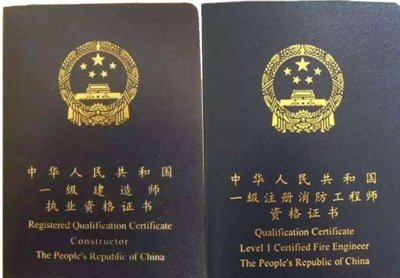 中华人民共和国
一级建造师
执业资格证书
Registered Qualification Certificate
Constructor
The People's Republic of China
中华人民共和国
一级注册消防工程师
资格证书
Qualification Certificate
Level 1 Certified Fire Engineer
The People's Republic of China